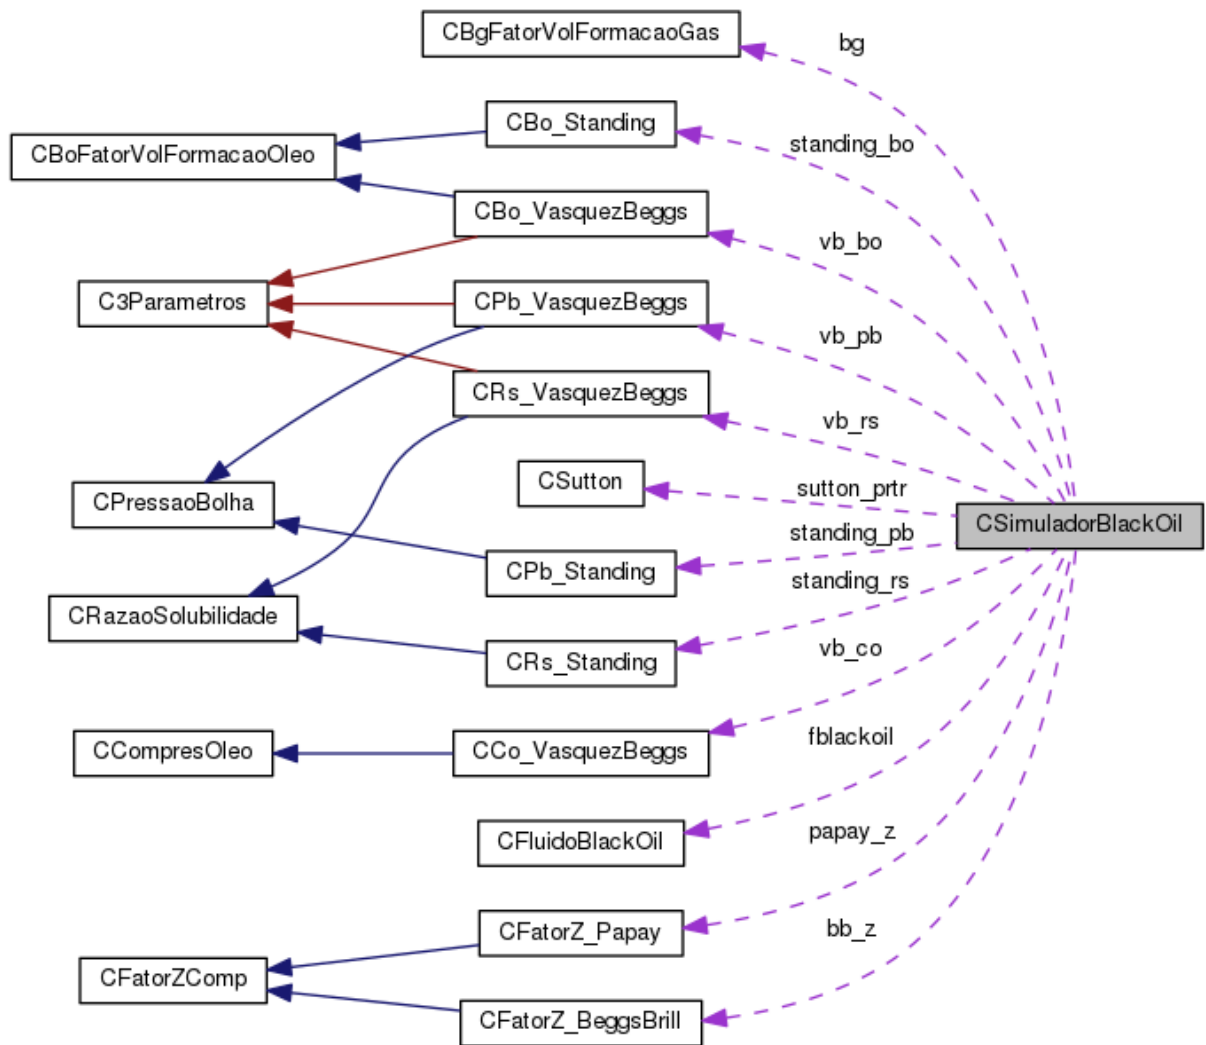 CBgFatorVolFormacaoGas
bg
CBo_Standing
standing_bo
CBoFatorVolFormacaoOleo
CBo_VasquezBeggs
vb_bo
C3Parametros
CPb_VasquezBeggs
vb_pb
CRs_VasquezBeggs
vb_rs
CSutton
sutton_prtr
CPressaoBolha
CSimuladorBlackOil
standing_pb
CPb_Standing
standing_rs
CRazaoSolubilidade
CRs_Standing
vb_co
CCompresOleo
CCo_VasquezBeggs
fblackoil
CFluidoBlackOil
papay_z
CFatorZ_Papay
bb_z
CFatorZComp
CFatorZ_BeggsBrill